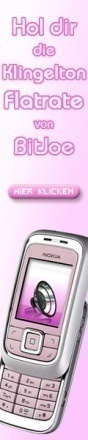 Hol dir
die
Klingelton
Flatrate
von
BitJoe
HIER KLICKEN
NOKIA